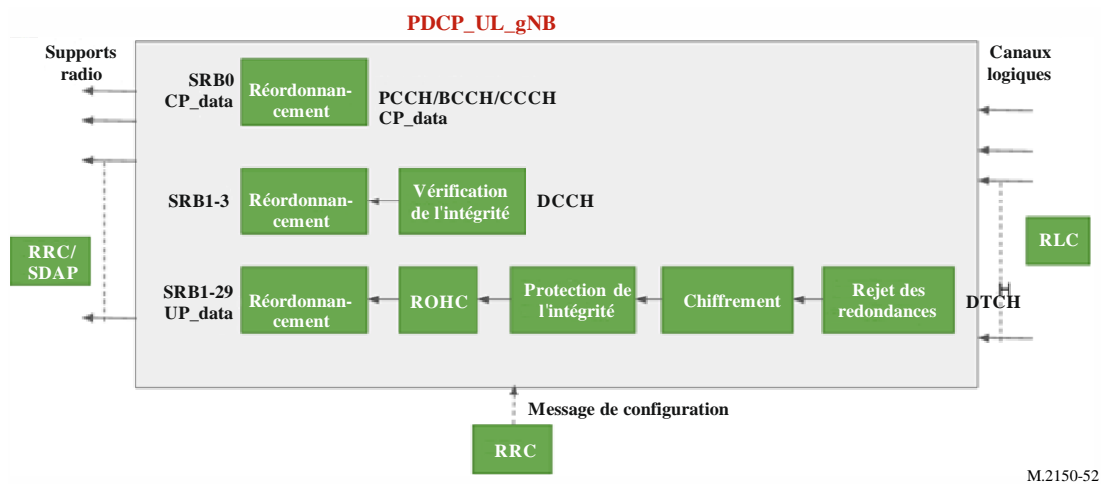 PDCP_UL_gNB
Supports
radio
Canaux
logiques
SRB0
CP_data
Réordonnan-
cement
PCCH/BCCH/CCCH
CP_data
SRB1-3
Réordonnan-
cement
Vérification
de l'intégrité
DCCH
RRC/
SDAP
RLC
SRB1-29
UP_data
Réordonnan-
cement
ROHC
Protection de
l'intégrité
Chiffrement
Rejet des
redondances
DTCH
Message de configuration
RRC
M.2150-52